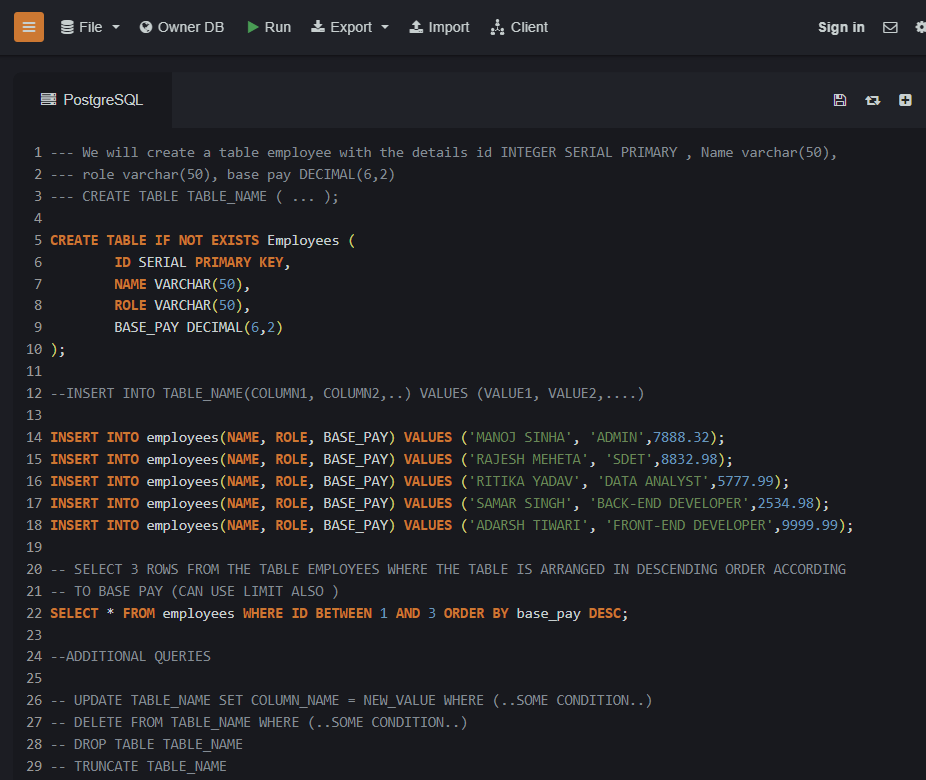 File Owner DB Run Export Import Client Sign in
PostgreSQL
1 --- We will create a table employee with the details id INTEGER SERIAL PRIMARY , Name varchar(50),
2 --- role varchar(50), base pay DECIMAL(6,2)
3 --- CREATE TABLE TABLE_NAME ( ... );
4
5 CREATE TABLE IF NOT EXISTS Employees (
6 ID SERIAL PRIMARY KEY,
7 NAME VARCHAR(50),
8 ROLE VARCHAR(50),
9 BASE_PAY DECIMAL(6,2)
10 );
11
12 --INSERT INTO TABLE_NAME(COLUMN1, COLUMN2,..) VALUES (VALUE1, VALUE2,....)
13
14 INSERT INTO employees(NAME, ROLE, BASE_PAY) VALUES ('MANOJ SINHA', 'ADMIN',7888.32);
15 INSERT INTO employees(NAME, ROLE, BASE_PAY) VALUES ('RAJESH MEHETA', 'SDET',8832.98);
16 INSERT INTO employees(NAME, ROLE, BASE_PAY) VALUES ('RITIKA YADAV', 'DATA ANALYST',5777.99);
17 INSERT INTO employees(NAME, ROLE, BASE_PAY) VALUES ('SAMAR SINGH', 'BACK-END DEVELOPER',2534.98);
18 INSERT INTO employees(NAME, ROLE, BASE_PAY) VALUES ('ADARSH TIWARI', 'FRONT-END DEVELOPER',9999.99);
19
20 -- SELECT 3 ROWS FROM THE TABLE EMPLOYEES WHERE THE TABLE IS ARRANGED IN DESCENDING ORDER ACCORDING
21 -- TO BASE PAY (CAN USE LIMIT ALSO )
22 SELECT * FROM employees WHERE ID BETWEEN 1 AND 3 ORDER BY base_pay DESC;
23
24 --ADDITIONAL QUERIES
25
26 -- UPDATE TABLE_NAME SET COLUMN_NAME = NEW_VALUE WHERE (..SOME CONDITION..)
27 -- DELETE FROM TABLE_NAME WHERE (..SOME CONDITION..)
28 -- DROP TABLE TABLE_NAME
29 -- TRUNCATE TABLE_NAME